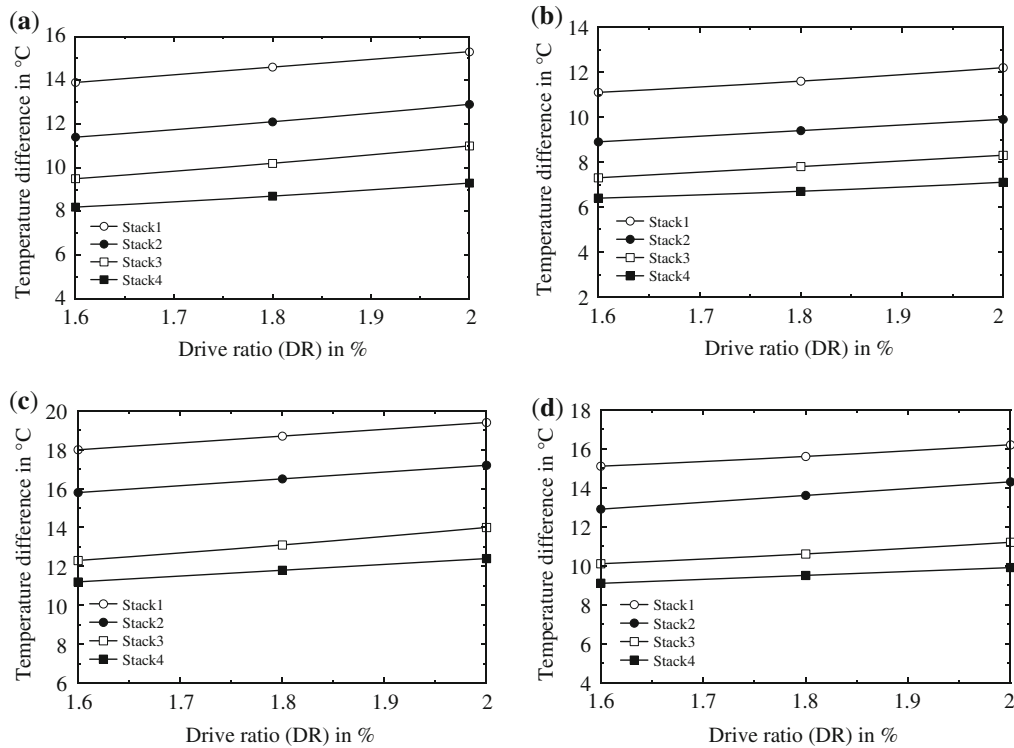 (a)
16
14
12
10
8
6
4
Temperature difference in °C
Stack1
Stack2
Stack3
Stack4
1.6 1.7 1.8 1.9 2
Drive ratio (DR) in %
(b)
14
12
10
8
6
4
2
Temperature difference in °C
Stack1
Stack2
Stack3
Stack4
1.6 1.7 1.8 1.9 2
Drive ratio (DR) in %
(c)
20
18
16
14
12
10
8
6
Temperature difference in °C
Stack1
Stack2
Stack3
Stack4
1.6 1.7 1.8 1.9 2
Drive ratio (DR) in %
(d)
18
16
14
12
10
8
6
4
Temperature difference in °C
Stack1
Stack2
Stack3
Stack4
1.6 1.7 1.8 1.9 2
Drive ratio (DR) in %